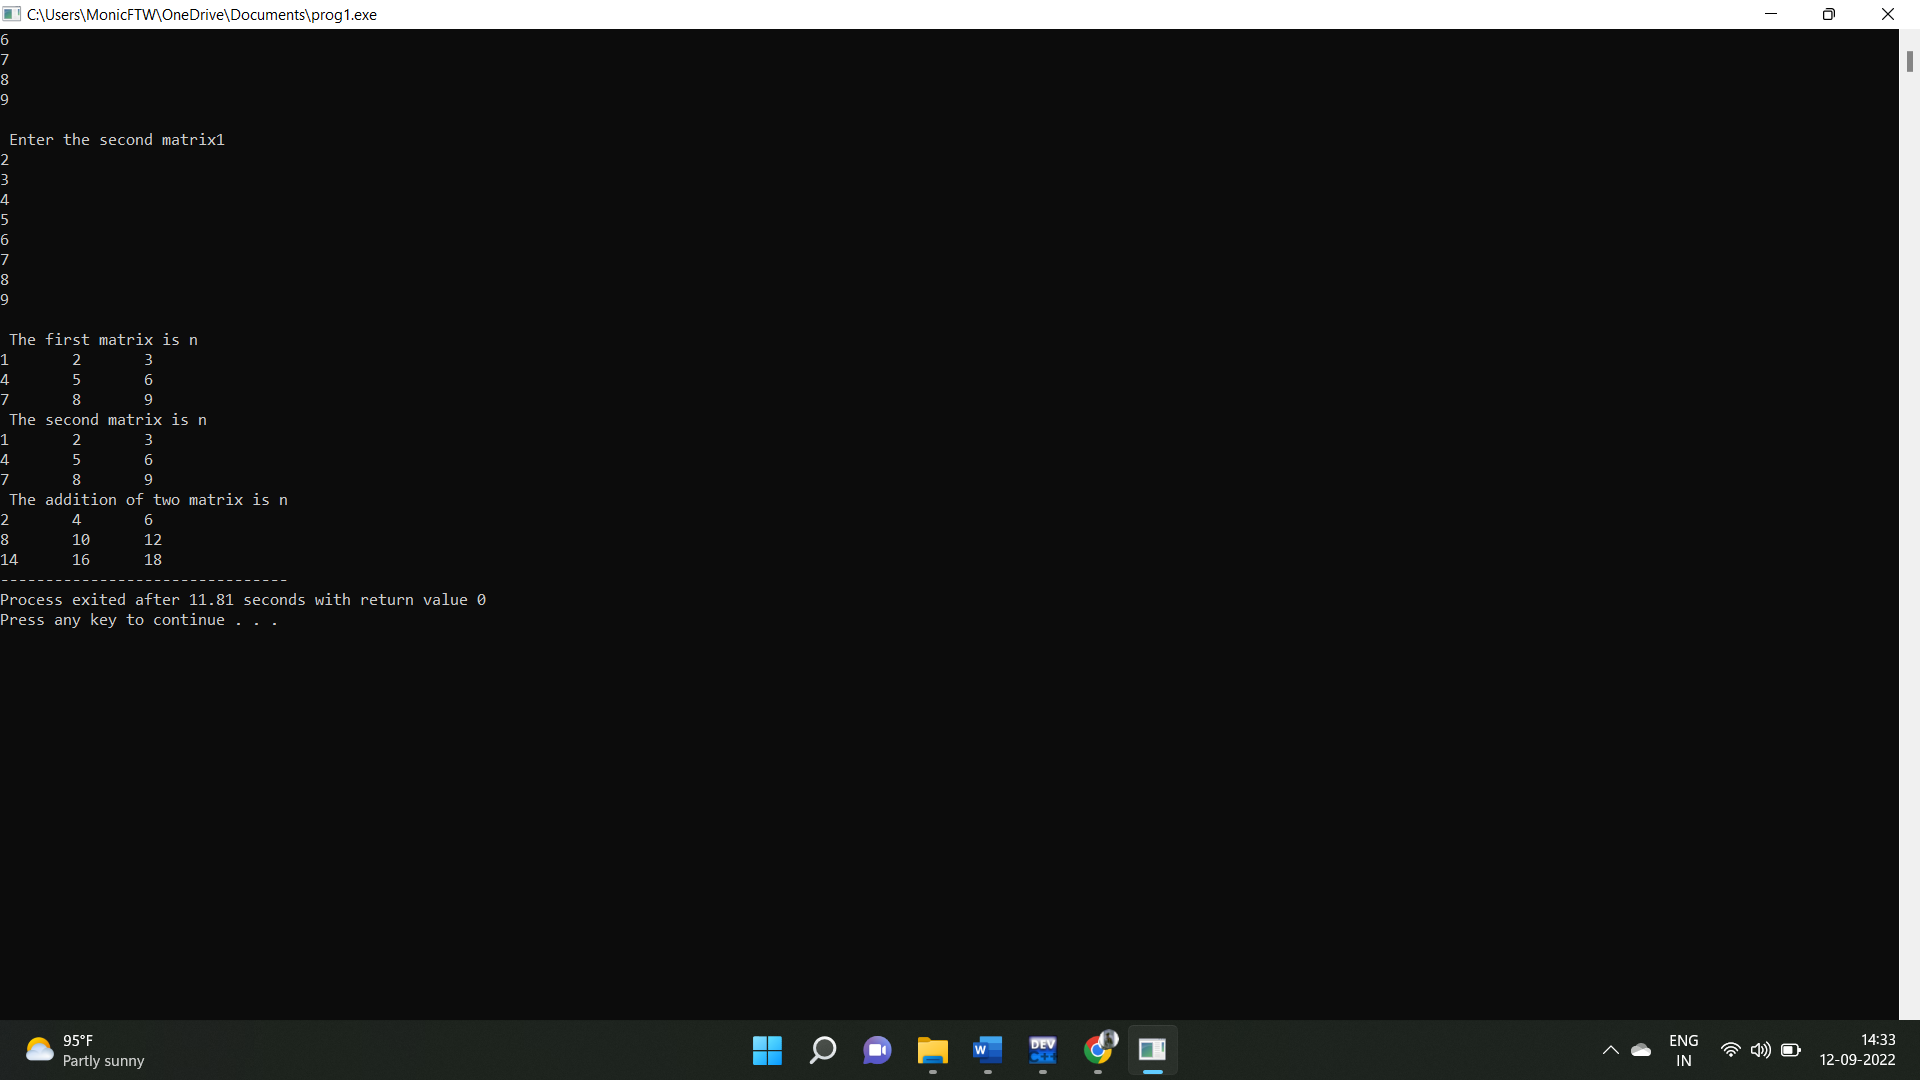 C:\Users\MonicFTW\OneDrive\Documents\prog1.exe
6
7
8
9
Enter the second matrix1
2
3
4
5
6
7
8
9
The first matrix is n
1 2 3
4 5 6
7 8 9
The second matrix is n
1 2 3
4 5 6
7 8 9
The addition of two matrix is n
2 4 6
8 10 12
14 16 18
--------------------------------
Process exited after 11.81 seconds with return value 0
Press any key to continue . . .
95°F
Partly sunny
W
DEV
C++
ENG
IN
14:33
12-09-2022